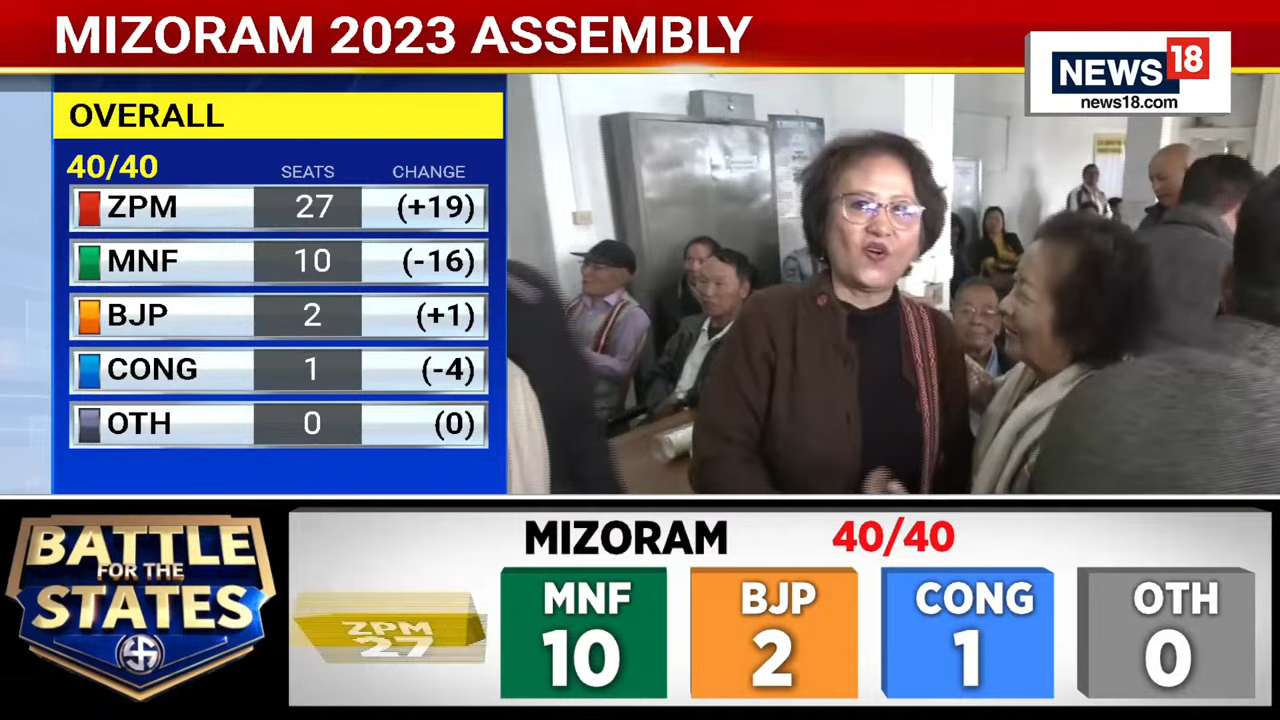 MIZORAM 2023 ASSEMBLY
NEWS 18
news18.com
OVERALL
40/40 SEATS CHANGE
ZPM 27 (+19)
MNF 10 (-16)
BJP 2 (+1)
CONG 1 (-4)
OTH 0 (0)
BATTLE
FOR THE
STATES
MIZORAM 40/40
ZPM
27
MNF
10
BJP
2
CONG
1
OTH
0